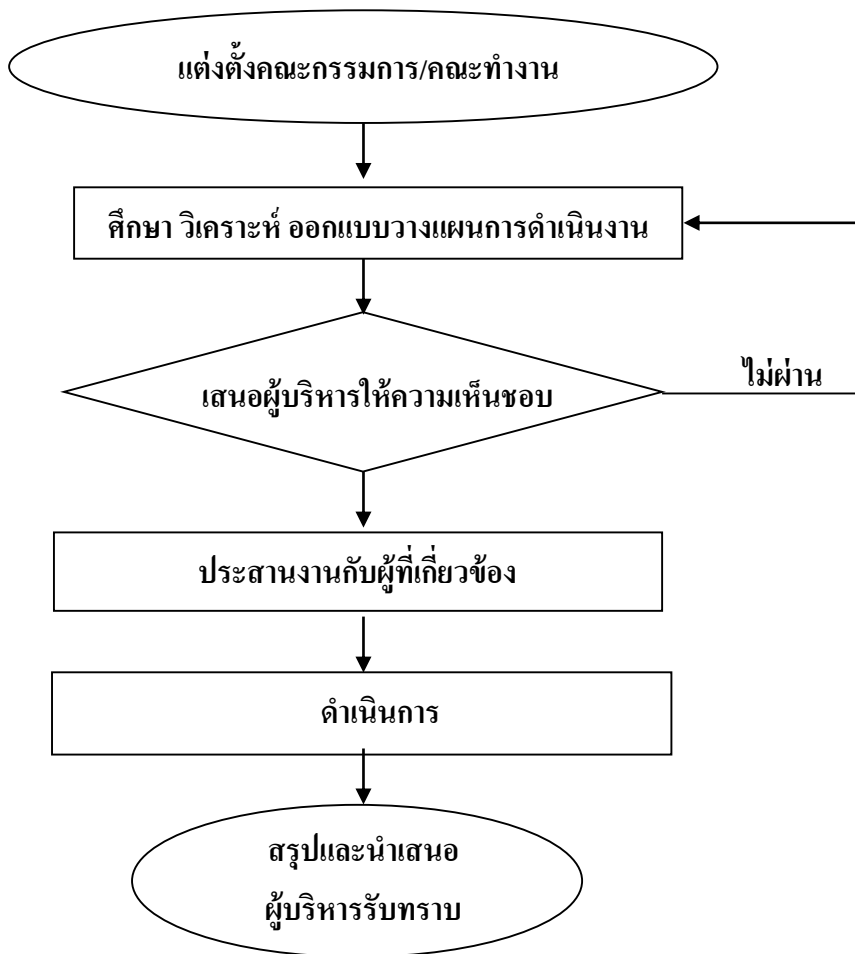 แต่งตั้งคณะกรรมการ/คณะทำงาน
ศึกษา วิเคราะห์ ออกแบบวางแผนการดำเนินงาน
เสนอผู้บริหารให้ความเห็นชอบ
ไม่ผ่าน
ประสานงานกับผู้ที่เกี่ยวข้อง
ดำเนินการ
สรุปและนำเสนอ
ผู้บริหารรับทราบ